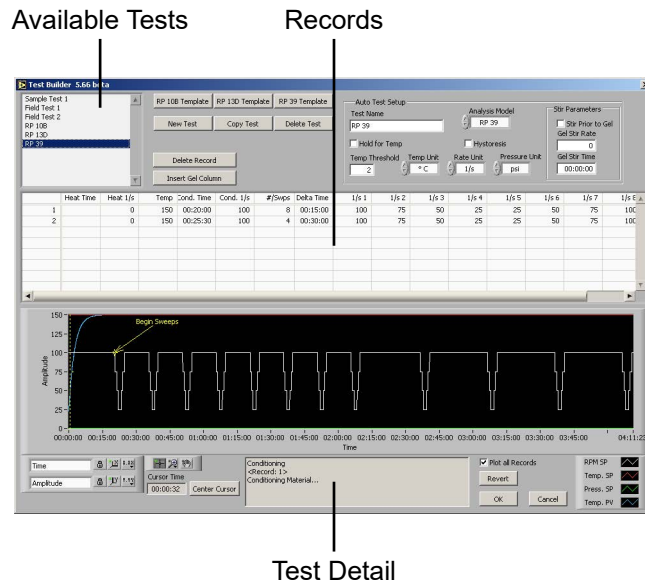 Available Tests
Records
Test Builder 5.66 beta
Sample Test 1
Field Test 1
Field Test 2
RP 10B
RP 13D
RP 39
RP 10B Template
RP 13D Template
RP 39 Template
New Test
Copy Test
Delete Test
Delete Record
Insert Gel Column
Auto Test Setup
Test Name
RP 39
Analysis Model
RP 39
Hold for Temp
Hysteresis
Temp Threshold
2
Temp Unit
° C
Rate Unit
1/s
Pressure Unit
psi
Stir Parameters
Stir Prior to Gel
Gel Stir Rate
0
Gel Stir Time
00:00:00
Heat Time Heat 1/s Temp Cond. Time Cond. 1/s #/Swps Delta Time 1/s 1 1/s 2 1/s 3 1/s 4 1/s 5 1/s 6 1/s 7 1/s 8
1 0 150 00:20:00 100 8 00:15:00 100 75 50 25 25 50 75 100
2 0 150 00:25:30 100 4 00:30:00 100 75 50 25 25 50 75 100
150
125
100
75
50
25
0
Amplitude
Begin Sweeps
00:00:00 00:15:00 00:30:00 00:45:00 01:00:00 01:15:00 01:30:00 01:45:00 02:00:00 02:15:00 02:30:00 02:45:00 03:00:00 03:15:00 03:30:00 03:45:00 04:11:23
Time
Time
Amplitude
Cursor Time
00:00:32
Center Cursor
Conditioning
<Record: 1>
Conditioning Material...
Plot all Records
Revert
OK
Cancel
RPM SP
Temp. SP
Press. SP
Temp. PV
Test Detail